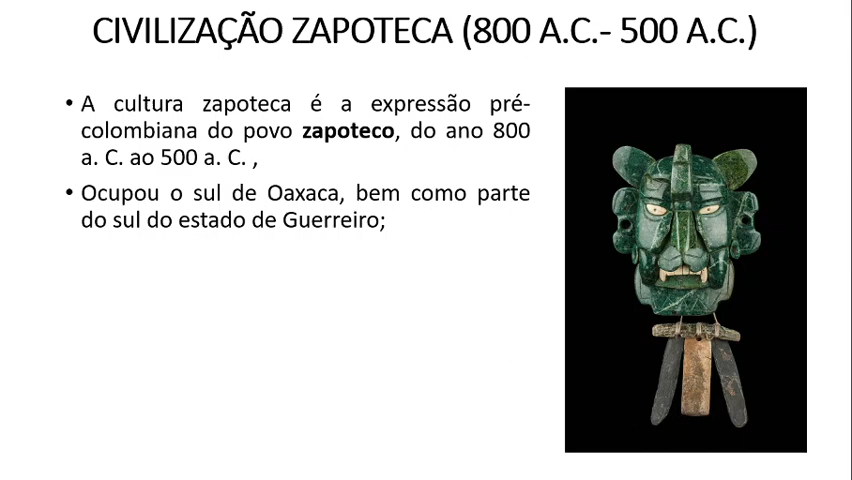 CIVILIZAÇÃO ZAPOTECA (800 A.C.- 500 A.C.)
• A cultura zapoteca é a expressão pré-
colombiana do povo zapoteco, do ano 800
a. C. ao 500 a. C. ,
• Ocupou o sul de Oaxaca, bem como parte
do sul do estado de Guerreiro;